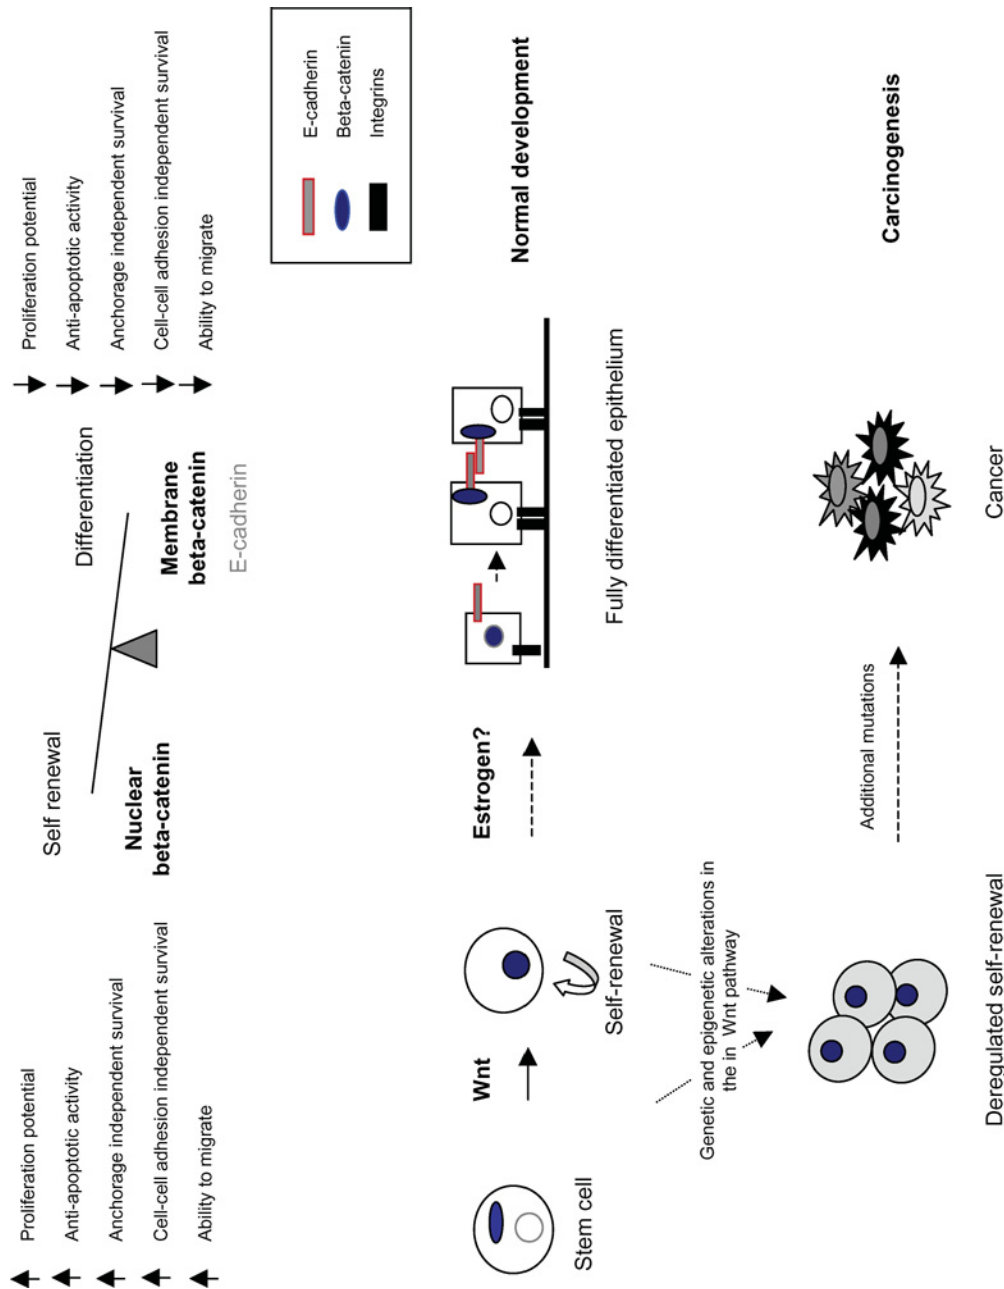 Proliferation potential
Anti-apoptotic activity
Anchorage independent survival
Cell-cell adhesion independent survival
Ability to migrate
Self renewal
Differentiation
Nuclear
beta-catenin
Membrane
beta-catenin
E-cadherin
Proliferation potential
Anti-apoptotic activity
Anchorage independent survival
Cell-cell adhesion independent survival
Ability to migrate
E-cadherin
Beta-catenin
Integrins
Wnt
Estrogen?
Normal development
Stem cell
Self-renewal
Fully differentiated epithelium
Genetic and epigenetic alterations in
the in Wnt pathway
Additional mutations
Carcinogenesis
Deregulated self-renewal
Cancer